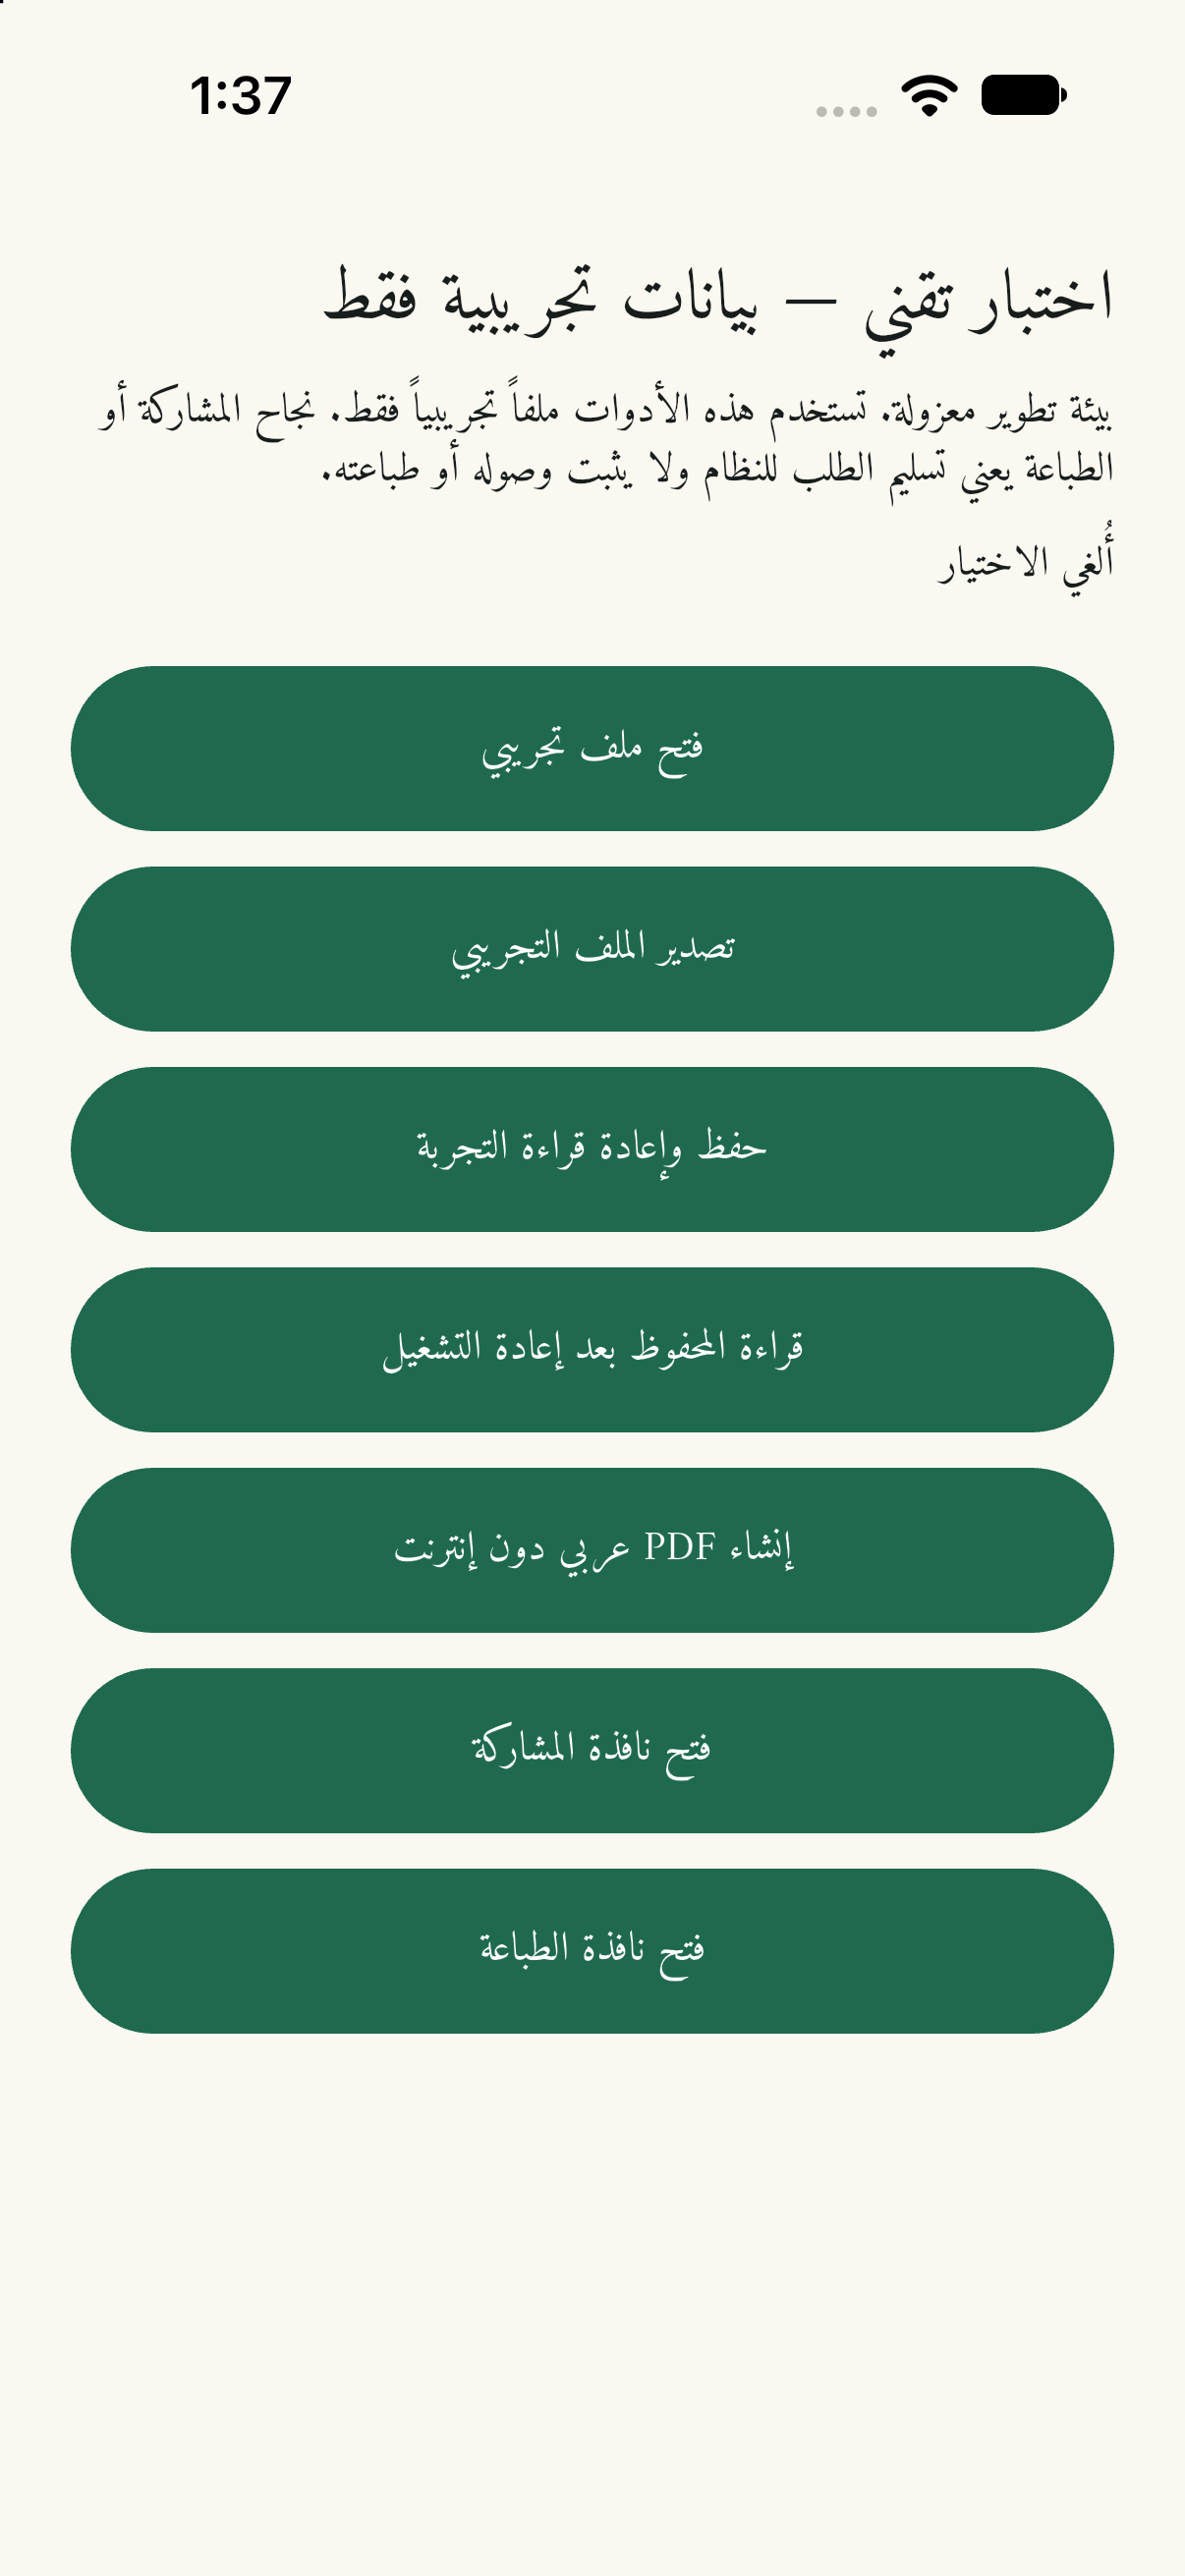 1:37
اختبار تقني — بيانات تجريبية فقط
بيئة تطوير معزولة. تستخدم هذه الأدوات ملفاً تجريبياً فقط. نجاح المشاركة أو
الطباعة يعني تسليم الطلب للنظام ولا يثبت وصوله أو طباعته.
أُلغي الاختيار
فتح ملف تجريبي
تصدير الملف التجريبي
حفظ وإعادة قراءة التجربة
قراءة المحفوظ بعد إعادة التشغيل
إنشاء PDF عربي دون إنترنت
فتح نافذة المشاركة
فتح نافذة الطباعة